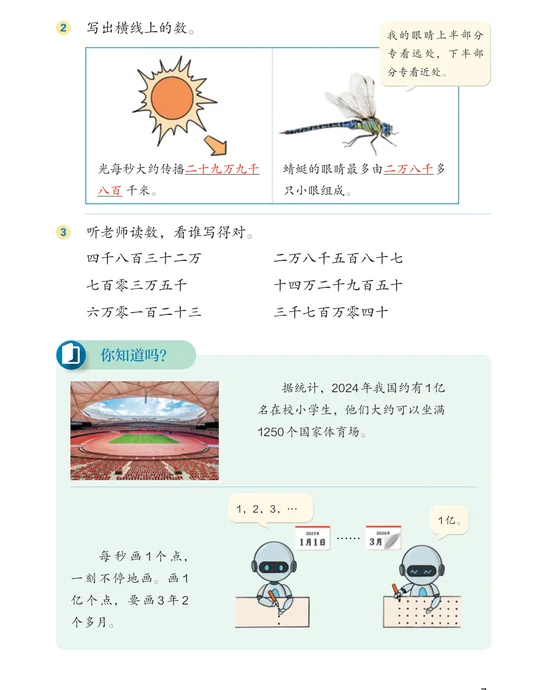 2 写出横线上的数。
我的眼睛上半部分
专看远处，下半部
分专看近处。
光每秒大约传播二十九万九千
八百千米。
蜻蜓的眼睛最多由二万八千多
只小眼组成。
3 听老师读数，看谁写得对。
四千八百三十二万
二万八千五百八十七
七百零三万五千
十四万二千九百五十
六万零一百二十三
三千七百万零四十
你知道吗？
据统计，2024年我国约有1亿
名在校小学生，他们大约可以坐满
1250个国家体育场。
1，2，3，…
2023年
1月1日
……
2026年
3月
1亿。
每秒画1个点，
一刻不停地画。画1
亿个点，要画3年2
个多月。